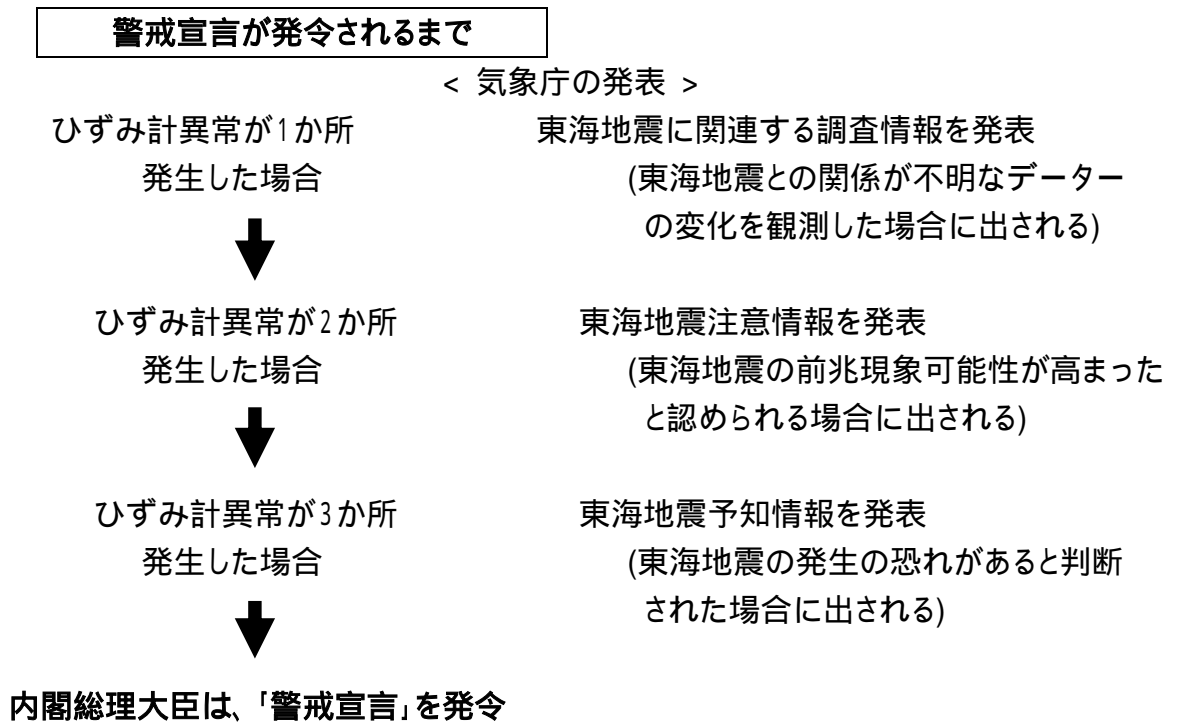 警戒宣言が発令されるまで
< 気象庁の発表 >
ひずみ計異常が1か所 東海地震に関連する調査情報を発表
発生した場合 (東海地震との関係が不明なデーター
の変化を観測した場合に出される)
ひずみ計異常が2か所 東海地震注意情報を発表
発生した場合 (東海地震の前兆現象可能性が高まった
と認められる場合に出される)
ひずみ計異常が3か所 東海地震予知情報を発表
発生した場合 (東海地震の発生の恐れがあると判断
された場合に出される)
内閣総理大臣は、「警戒宣言」を発令